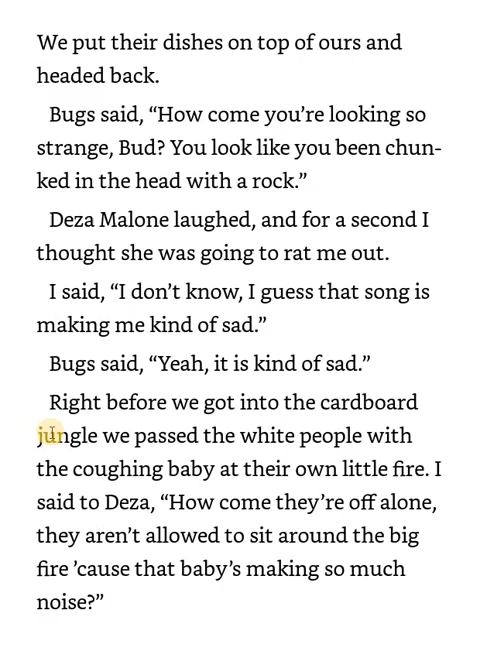 We put their dishes on top of ours and
headed back.
Bugs said, “How come you’re looking so
strange, Bud? You look like you been chun-
ked in the head with a rock.”
Deza Malone laughed, and for a second I
thought she was going to rat me out.
I said, “I don’t know, I guess that song is
making me kind of sad.”
Bugs said, “Yeah, it is kind of sad.”
Right before we got into the cardboard
jungle we passed the white people with
the coughing baby at their own little fire. I
said to Deza, “How come they’re off alone,
they aren’t allowed to sit around the big
fire ’cause that baby’s making so much
noise?”